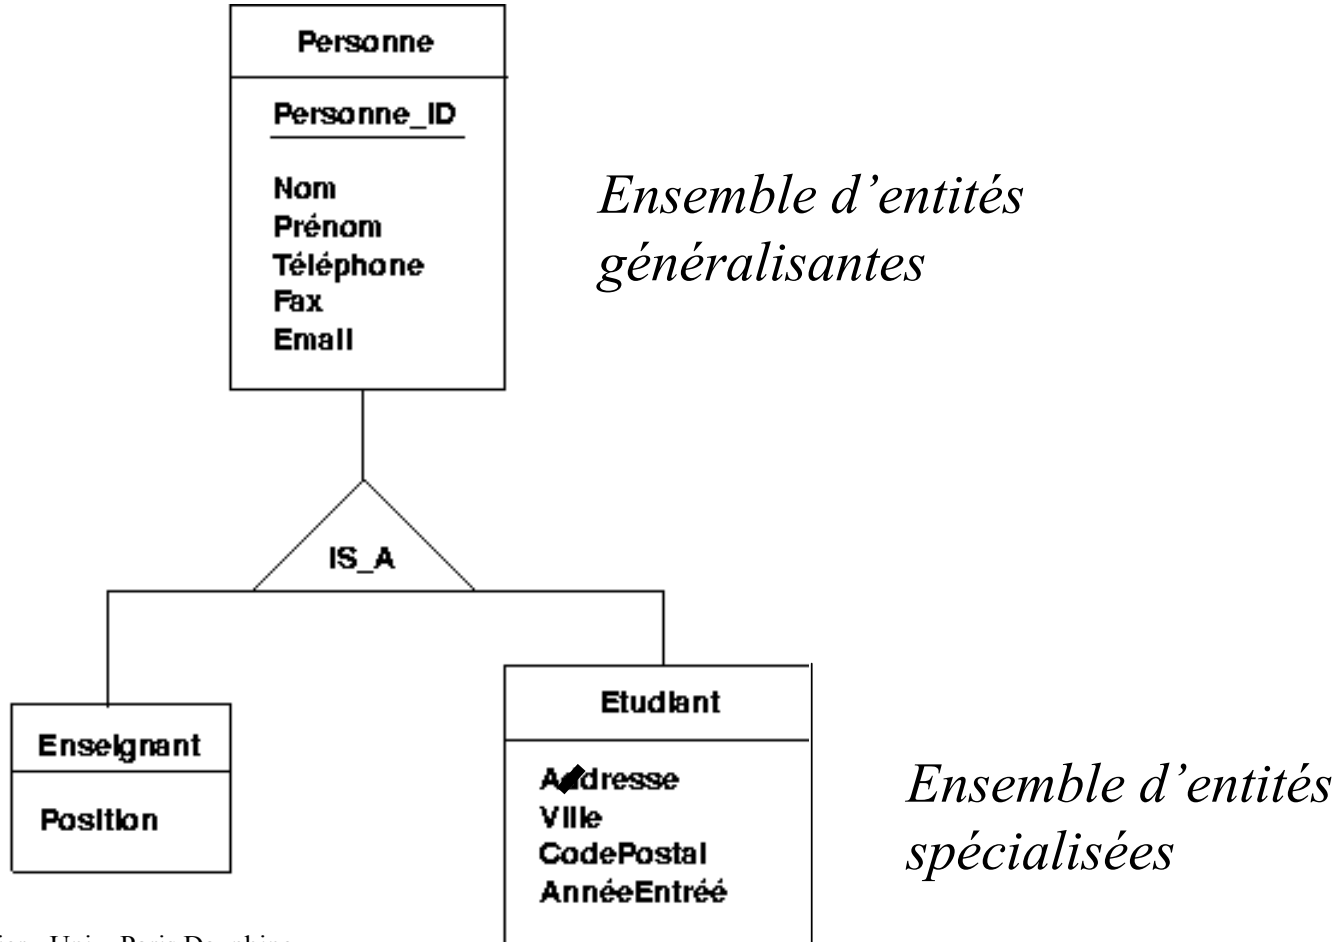 Personne
Personne_ID
Nom
Prénom
Téléphone
Fax
Email
Ensemble d’entités
généralisantes
IS_A
Enseignant
Position
Etudiant
Addresse
Ville
CodePostal
AnnéeEntréé
Ensemble d’entités
spécialisées